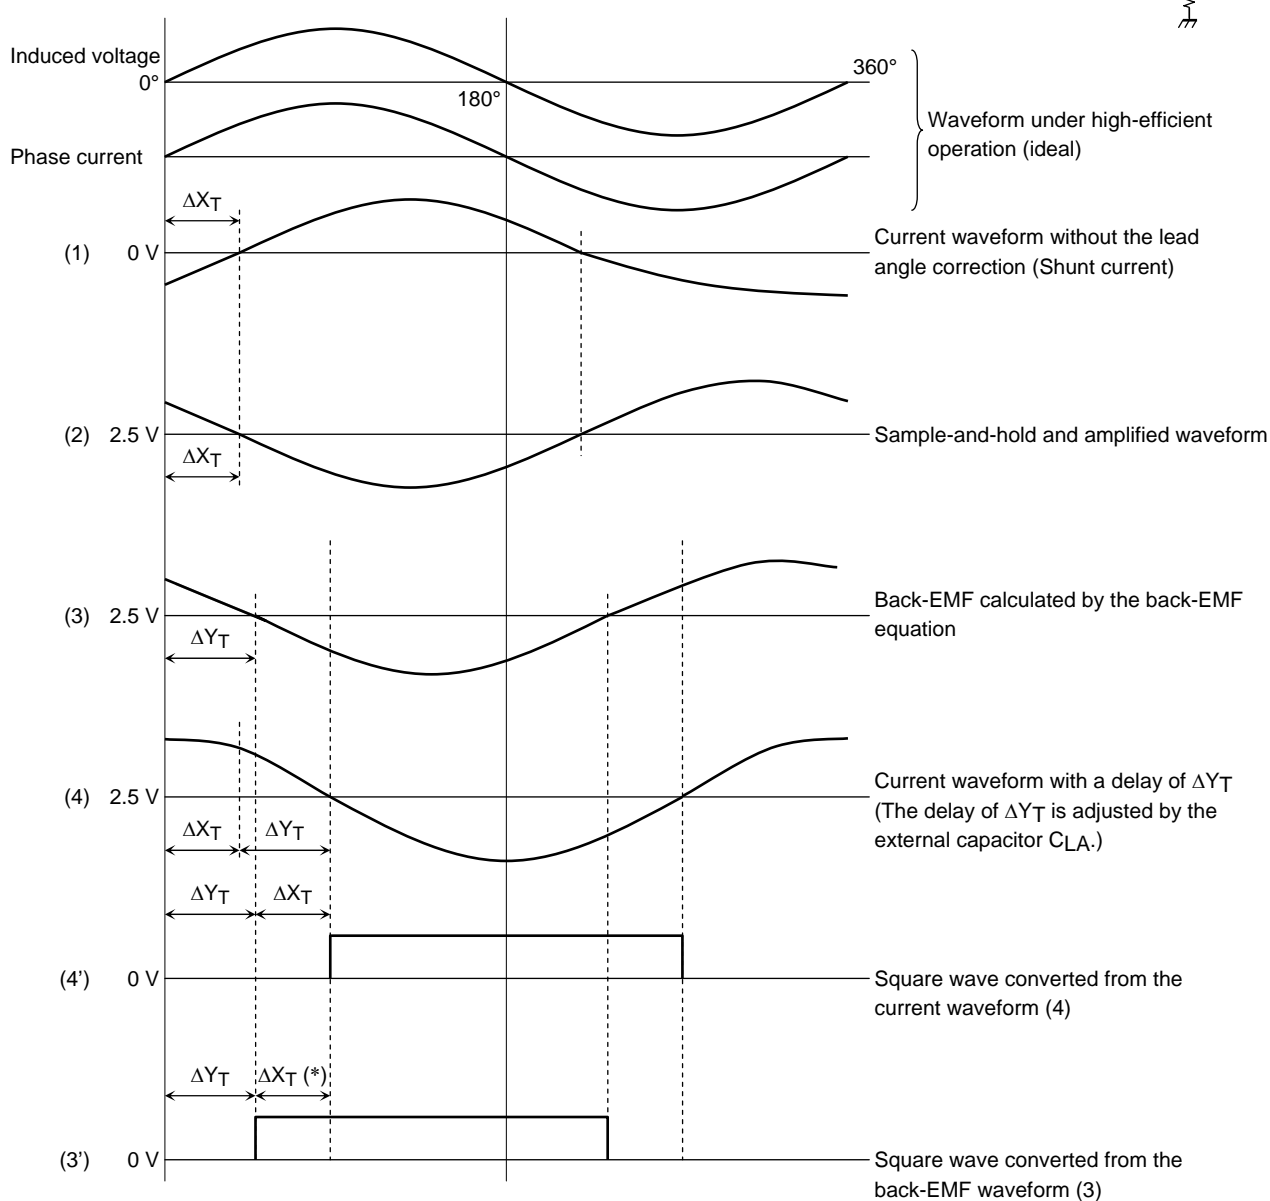 Induced voltage
0°
180°
360°
Waveform under high-efficient
operation (ideal)
Phase current
ΔXT
(1) 0 V
Current waveform without the lead
angle correction (Shunt current)
(2) 2.5 V
Sample-and-hold and amplified waveform
ΔXT
(3) 2.5 V
Back-EMF calculated by the back-EMF
equation
ΔYT
(4) 2.5 V
Current waveform with a delay of ΔYT
(The delay of ΔYT is adjusted by the
external capacitor CLA.)
ΔXT ΔYT
ΔYT ΔXT
(4') 0 V
Square wave converted from the
current waveform (4)
ΔYT ΔXT (*)
(3') 0 V
Square wave converted from the
back-EMF waveform (3)